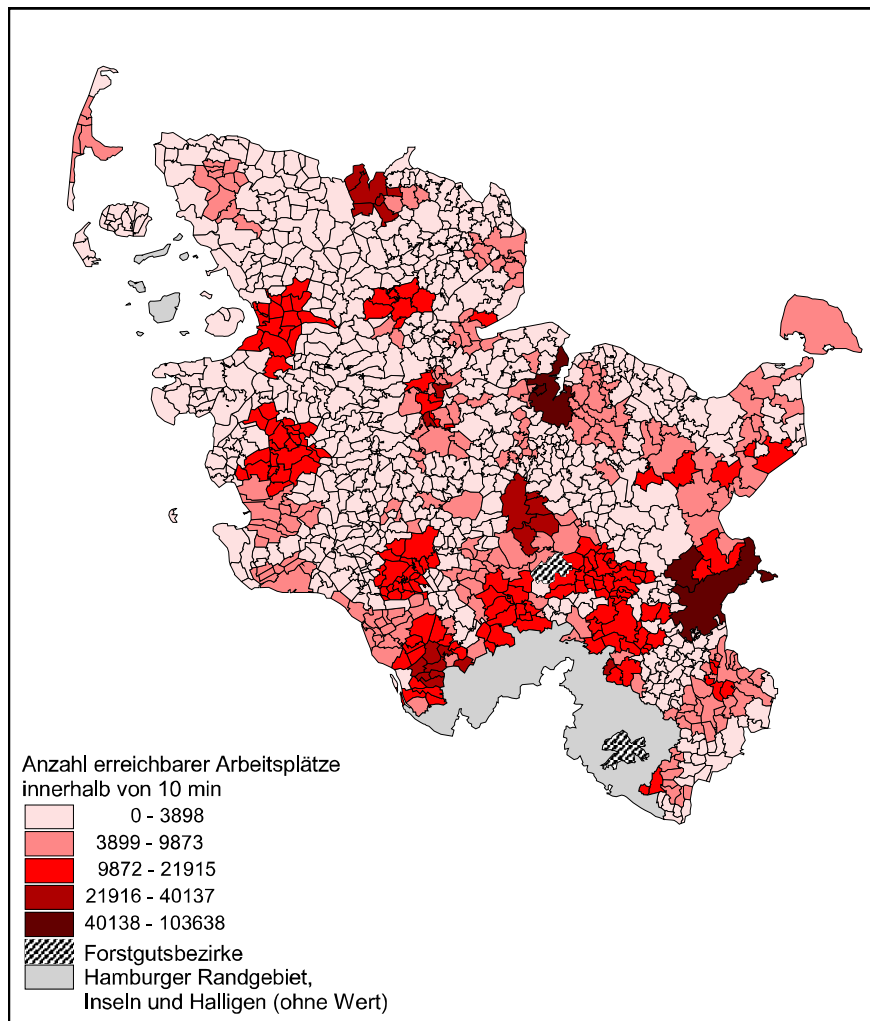 Anzahl erreichbarer Arbeitsplätze
innerhalb von 10 min
0 - 3898
3899 - 9873
9872 - 21915
21916 - 40137
40138 - 103638
Forstgutsbezirke
Hamburger Randgebiet,
Inseln und Halligen (ohne Wert)